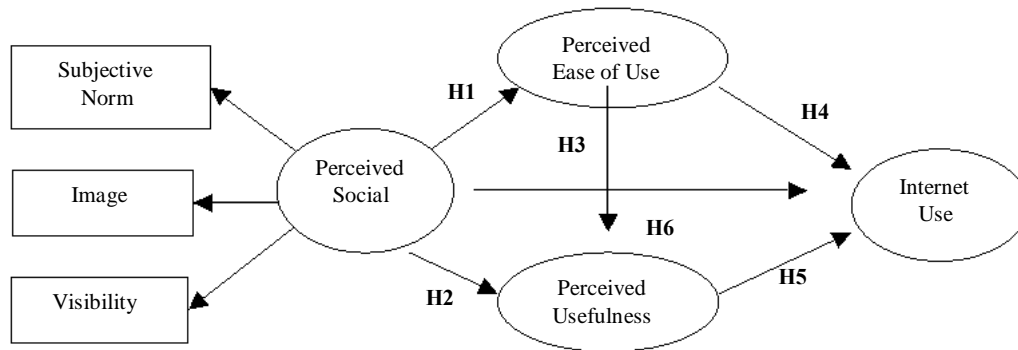 Subjective
Norm
Image
Visibility
Perceived
Social
H1
H2
Perceived
Ease of Use
H3
H6
Perceived
Usefulness
H4
H5
Internet
Use